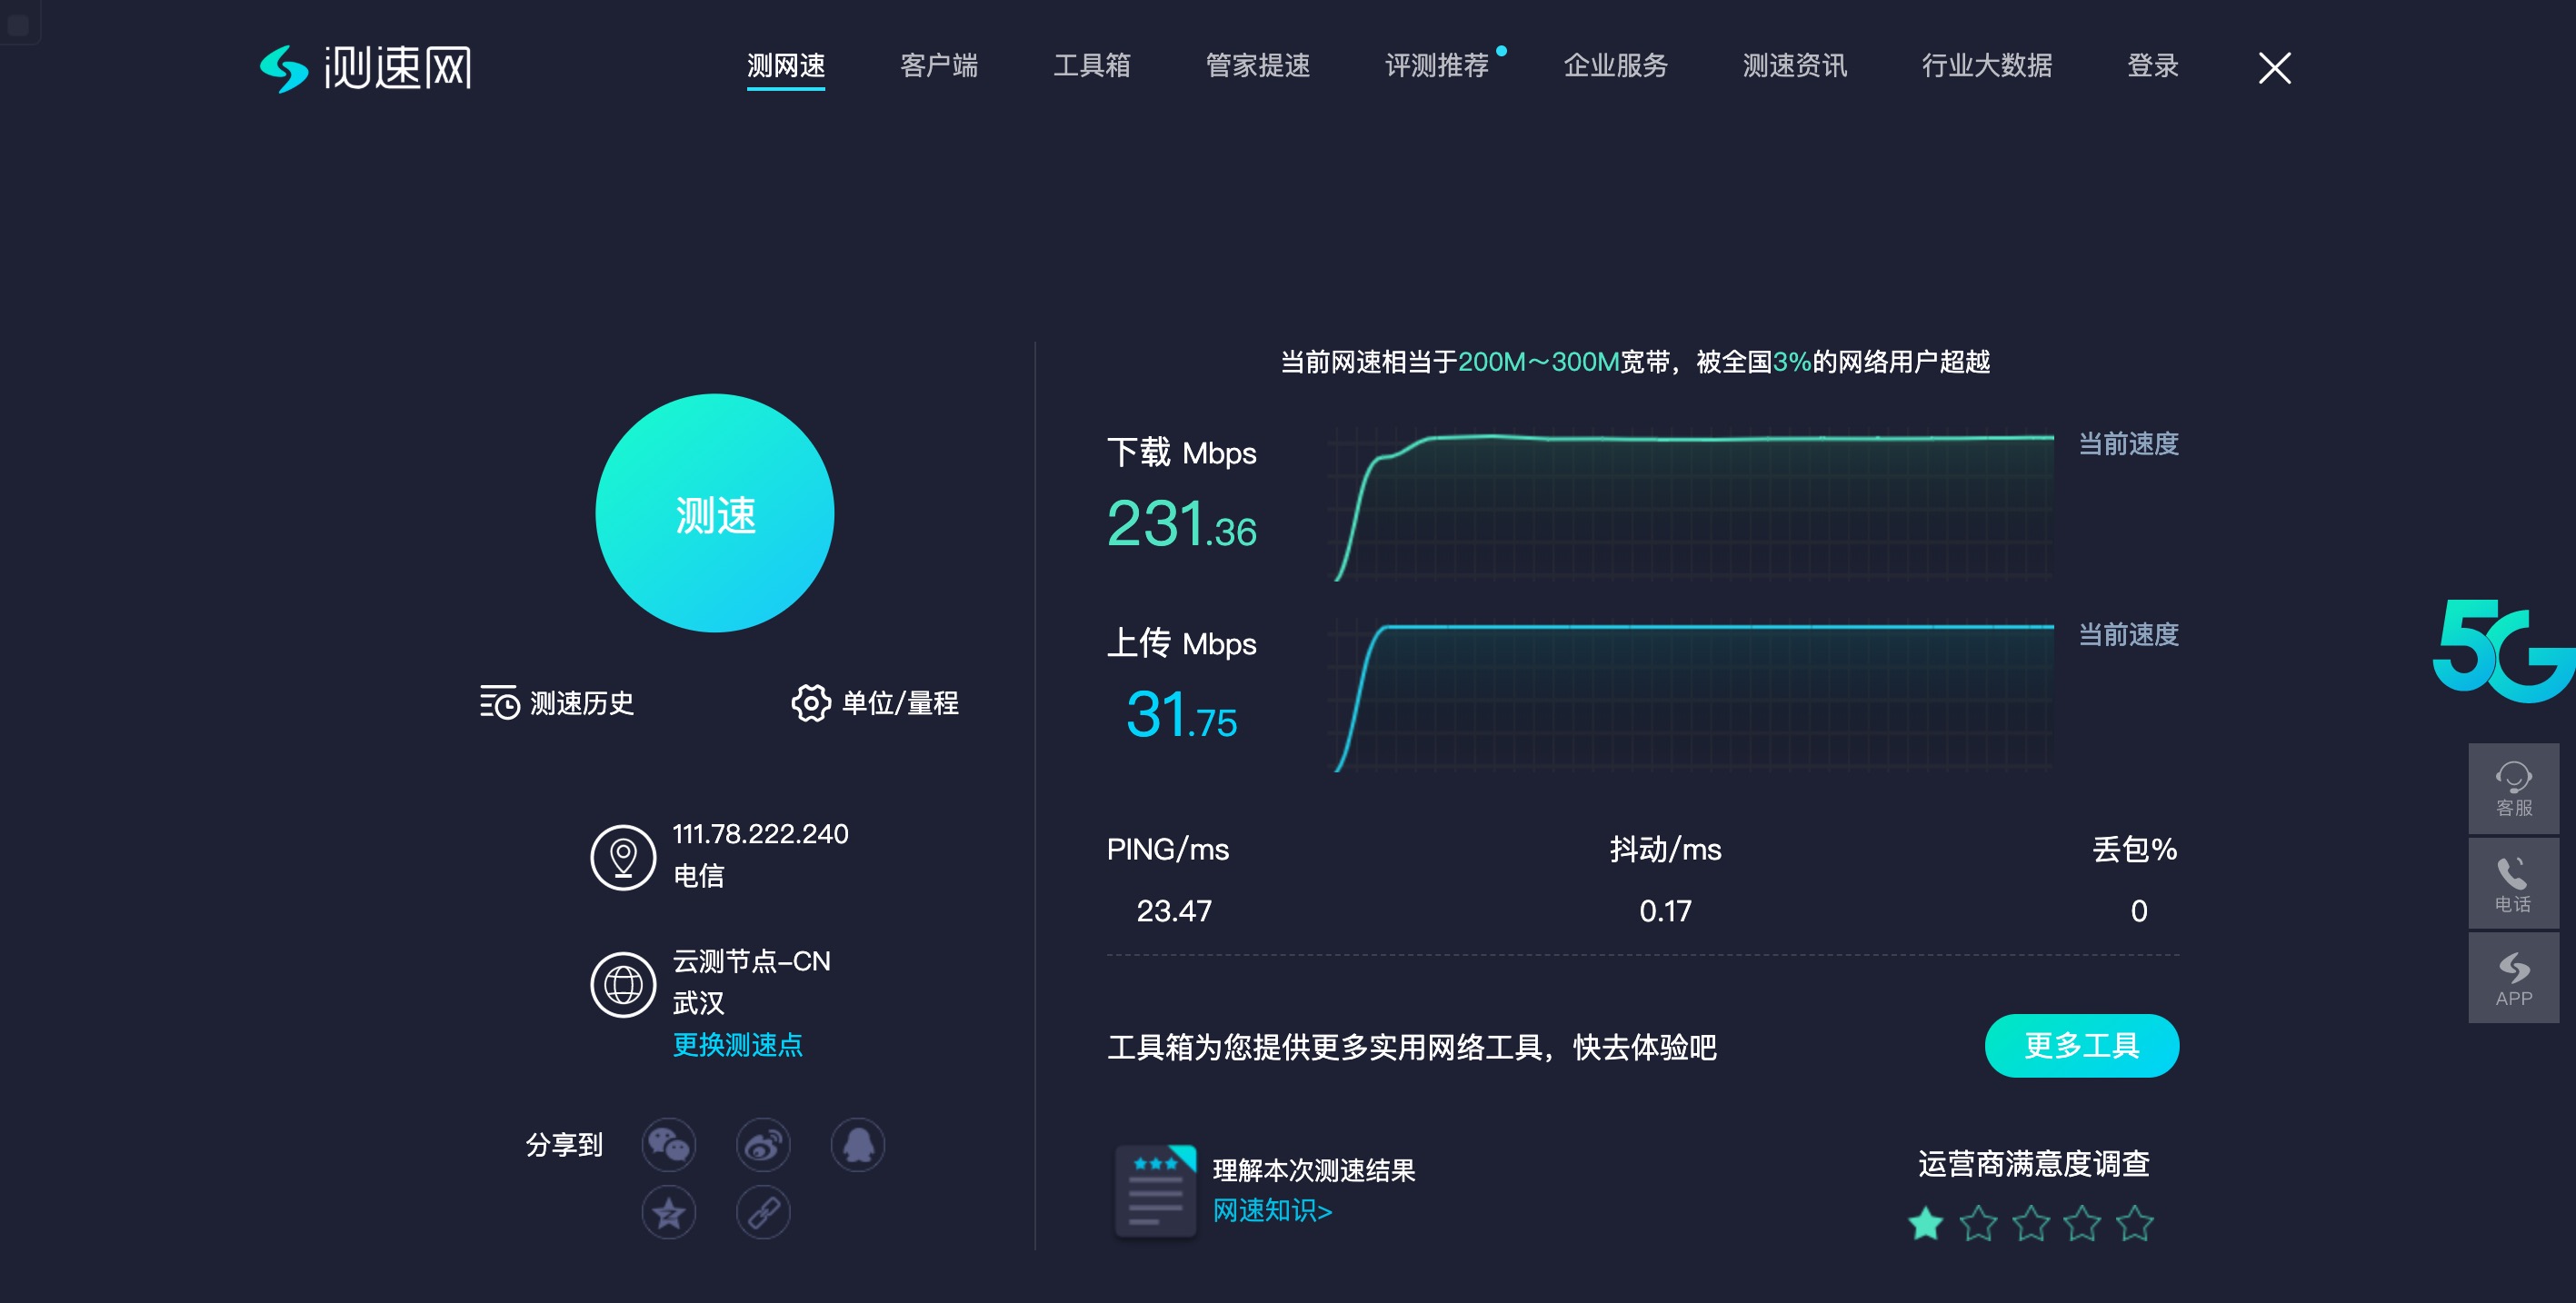 测速网
测网速 客户端 工具箱 管家提速 评测推荐 企业服务 测速资讯 行业大数据 登录
测速
测速历史 单位/量程
111.78.222.240
电信
云测节点-CN
武汉
更换测速点
分享到
当前网速相当于200M～300M宽带，被全国3%的网络用户超越
下载 Mbps
231.36
当前速度
上传 Mbps
31.75
当前速度
PING/ms 抖动/ms 丢包%
23.47 0.17 0
工具箱为您提供更多实用网络工具，快去体验吧
更多工具
理解本次测速结果
网速知识>
运营商满意度调查
5G
客服
电话
APP